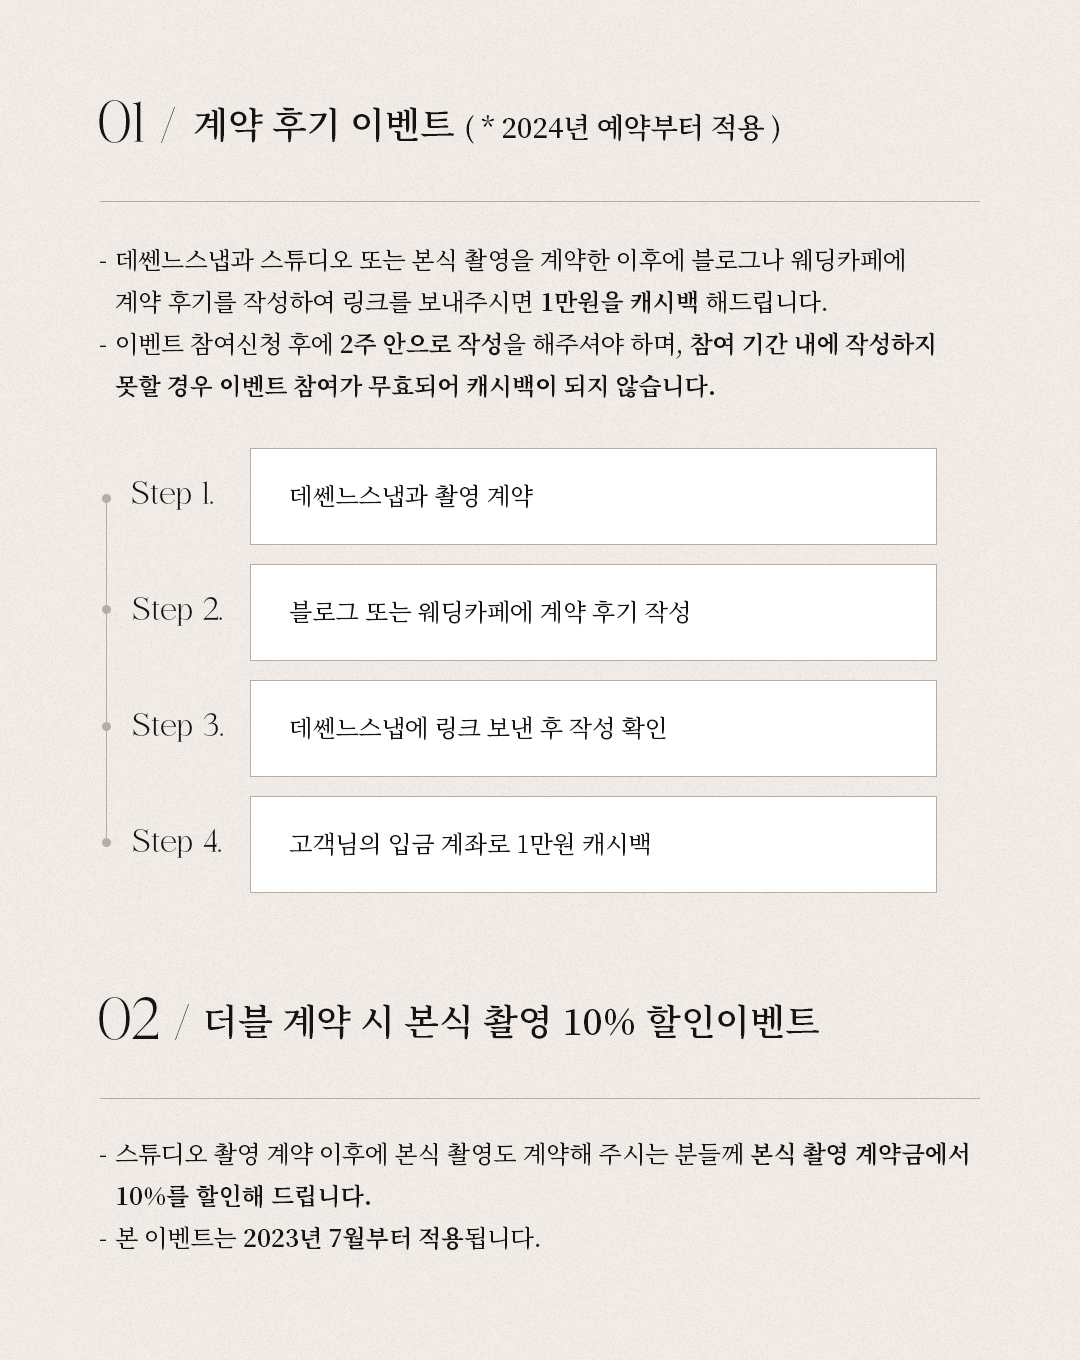 01 / 계약 후기 이벤트 ( * 2024년 예약부터 적용 )
- 데쎈느스냅과 스튜디오 또는 본식 촬영을 계약한 이후에 블로그나 웨딩카페에
계약 후기를 작성하여 링크를 보내주시면 1만원을 캐시백 해드립니다.
- 이벤트 참여신청 후에 2주 안으로 작성을 해주셔야 하며, 참여 기간 내에 작성하지
못할 경우 이벤트 참여가 무효되어 캐시백이 되지 않습니다.
Step 1. 데쎈느스냅과 촬영 계약
Step 2. 블로그 또는 웨딩카페에 계약 후기 작성
Step 3. 데쎈느스냅에 링크 보낸 후 작성 확인
Step 4. 고객님의 입금 계좌로 1만원 캐시백
02 / 더블 계약 시 본식 촬영 10% 할인이벤트
- 스튜디오 촬영 계약 이후에 본식 촬영도 계약해 주시는 분들께 본식 촬영 계약금에서
10%를 할인해 드립니다.
- 본 이벤트는 2023년 7월부터 적용됩니다.